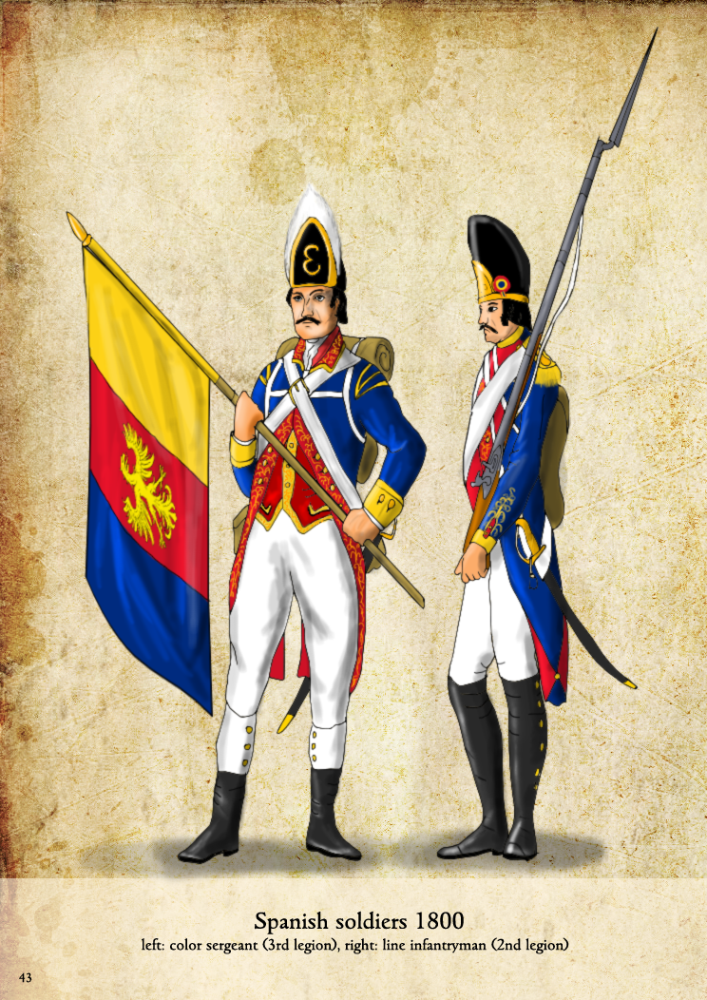 Ɛ
Spanish soldiers 1800
left: color sergeant (3rd legion), right: line infantryman (2nd legion)
43